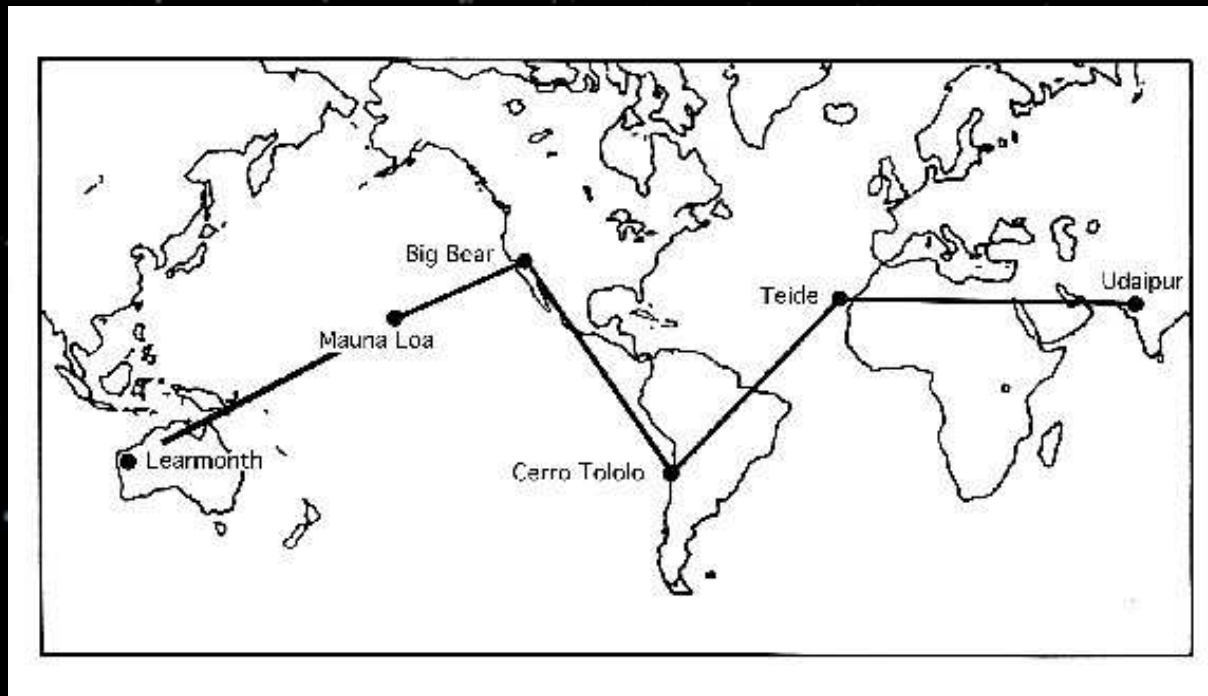 Big Bear
Udaipur
Teide
Mauna Loa
Learmonth
Cerro Tololo